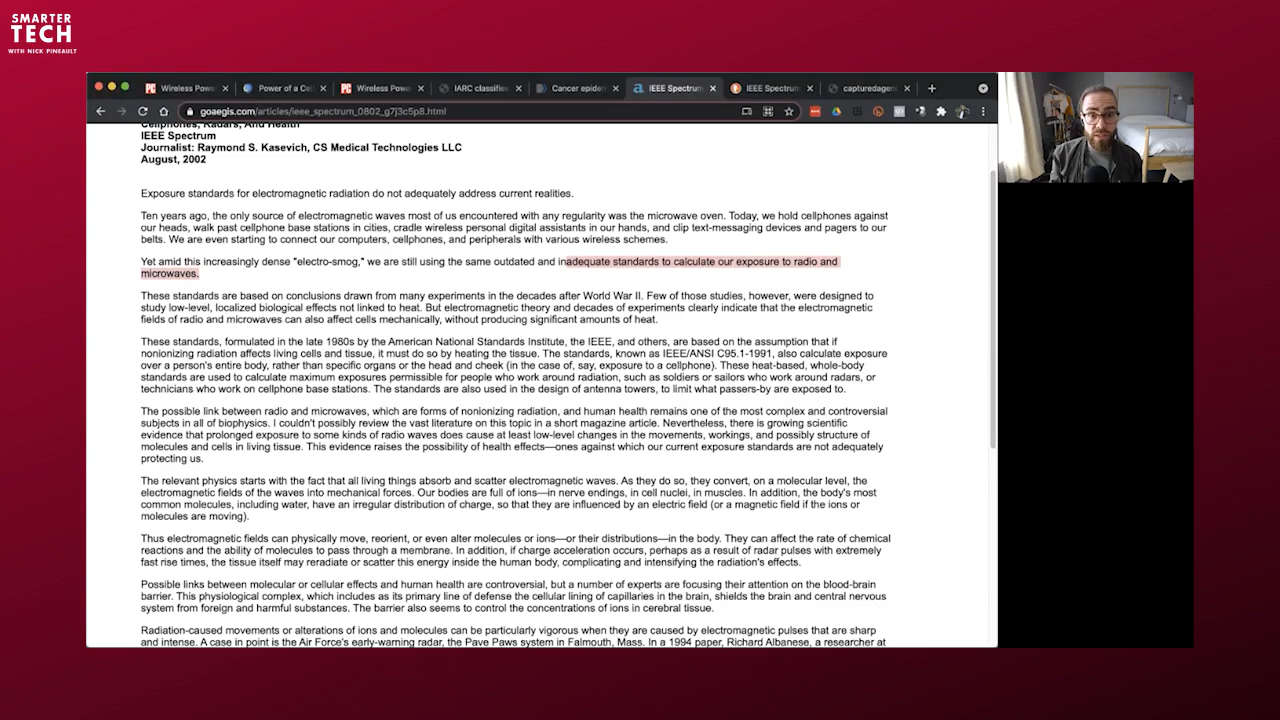 SMARTER
TECH
WITH NICK PINEAULT
Wireless Powe
Power of a Cel
Wireless Powe
IARC classifie
Cancer epiden
IEEE Spectrum
IEEE Spectrum
capturedagen
goaegis.com/articles/ieee_spectrum_0802_g7j3c5p8.html
Cellphones, Radars, And Health
IEEE Spectrum
Journalist: Raymond S. Kasevich, CS Medical Technologies LLC
August, 2002
Exposure standards for electromagnetic radiation do not adequately address current realities.
Ten years ago, the only source of electromagnetic waves most of us encountered with any regularity was the microwave oven. Today, we hold cellphones against
our heads, walk past cellphone base stations in cities, cradle wireless personal digital assistants in our hands, and clip text-messaging devices and pagers to our
belts. We are even starting to connect our computers, cellphones, and peripherals with various wireless schemes.
Yet amid this increasingly dense "electro-smog," we are still using the same outdated and inadequate standards to calculate our exposure to radio and
microwaves.
These standards are based on conclusions drawn from many experiments in the decades after World War II. Few of those studies, however, were designed to
study low-level, localized biological effects not linked to heat. But electromagnetic theory and decades of experiments clearly indicate that the electromagnetic
fields of radio and microwaves can also affect cells mechanically, without producing significant amounts of heat.
These standards, formulated in the late 1980s by the American National Standards Institute, the IEEE, and others, are based on the assumption that if
nonionizing radiation affects living cells and tissue, it must do so by heating the tissue. The standards, known as IEEE/ANSI C95.1-1991, also calculate exposure
over a person's entire body, rather than specific organs or the head and cheek (in the case of, say, exposure to a cellphone). These heat-based, whole-body
standards are used to calculate maximum exposures permissible for people who work around radiation, such as soldiers or sailors who work around radars, or
technicians who work on cellphone base stations. The standards are also used in the design of antenna towers, to limit what passers-by are exposed to.
The possible link between radio and microwaves, which are forms of nonionizing radiation, and human health remains one of the most complex and controversial
subjects in all of biophysics. I couldn't possibly review the vast literature on this topic in a short magazine article. Nevertheless, there is growing scientific
evidence that prolonged exposure to some kinds of radio waves does cause at least low-level changes in the movements, workings, and possibly structure of
molecules and cells in living tissue. This evidence raises the possibility of health effects—ones against which our current exposure standards are not adequately
protecting us.
The relevant physics starts with the fact that all living things absorb and scatter electromagnetic waves. As they do so, they convert, on a molecular level, the
electromagnetic fields of the waves into mechanical forces. Our bodies are full of ions—in nerve endings, in cell nuclei, in muscles. In addition, the body's most
common molecules, including water, have an irregular distribution of charge, so that they are influenced by an electric field (or a magnetic field if the ions or
molecules are moving).
Thus electromagnetic fields can physically move, reorient, or even alter molecules or ions—or their distributions—in the body. They can affect the rate of chemical
reactions and the ability of molecules to pass through a membrane. In addition, if charge acceleration occurs, perhaps as a result of radar pulses with extremely
fast rise times, the tissue itself may reradiate or scatter this energy inside the human body, complicating and intensifying the radiation's effects.
Possible links between molecular or cellular effects and human health are controversial, but a number of experts are focusing their attention on the blood-brain
barrier. This physiological complex, which includes as its primary line of defense the cellular lining of capillaries in the brain, shields the brain and central nervous
system from foreign and harmful substances. The barrier also seems to control the concentrations of ions in cerebral tissue.
Radiation-caused movements or alterations of ions and molecules can be particularly vigorous when they are caused by electromagnetic pulses that are sharp
and intense. A case in point is the Air Force's early-warning radar, the Pave Paws system in Falmouth, Mass. In a 1994 paper, Richard Albanese, a researcher at